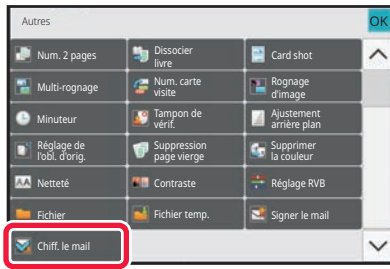 Autres
OK
Num. 2 pages
Dissocier
livre
Card shot
Multi-rognage
Num. carte
visite
Rognage
d'image
Minuteur
Tampon de
vérif.
Ajustement
arrière plan
Réglage de
l'obl. d'orig.
Suppression
page vierge
Supprimer
la couleur
AA
Netteté
Contraste
Réglage RVB
Fichier
Fichier temp.
Signer le mail
Chiff. le mail